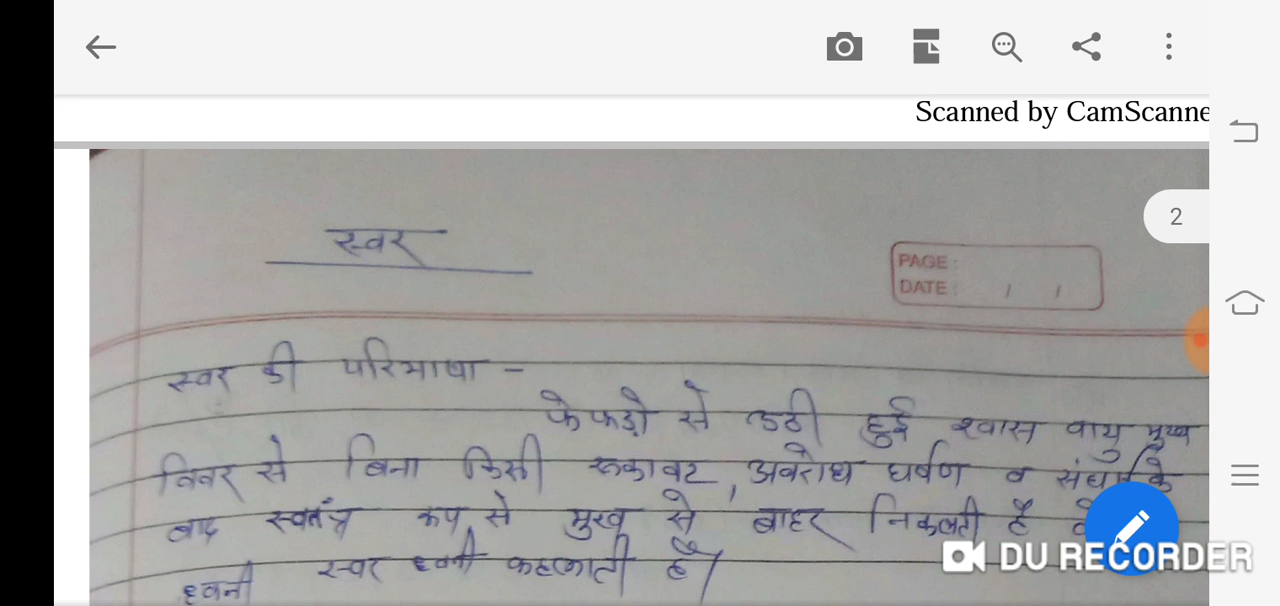 Scanned by CamScanne
2
स्वर
PAGE :
DATE : / /
स्वर की परिभाषा -
फेफड़ो से उठी हुई श्वास वायु मुख
विवर से बिना किसी रुकावट, अवरोध घर्षण व के
बाद स्वतंत्र रूप से मुख से बाहर निकलती है
ध्वनी स्वर ध्वनी कहलाती है।
DU RECORDER